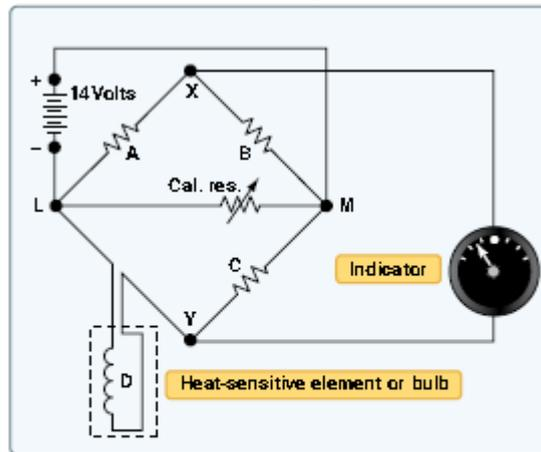 +
14 Volts
–
X
A
B
Cal. res.
L
M
C
Indicator
Y
D
Heat-sensitive element or bulb